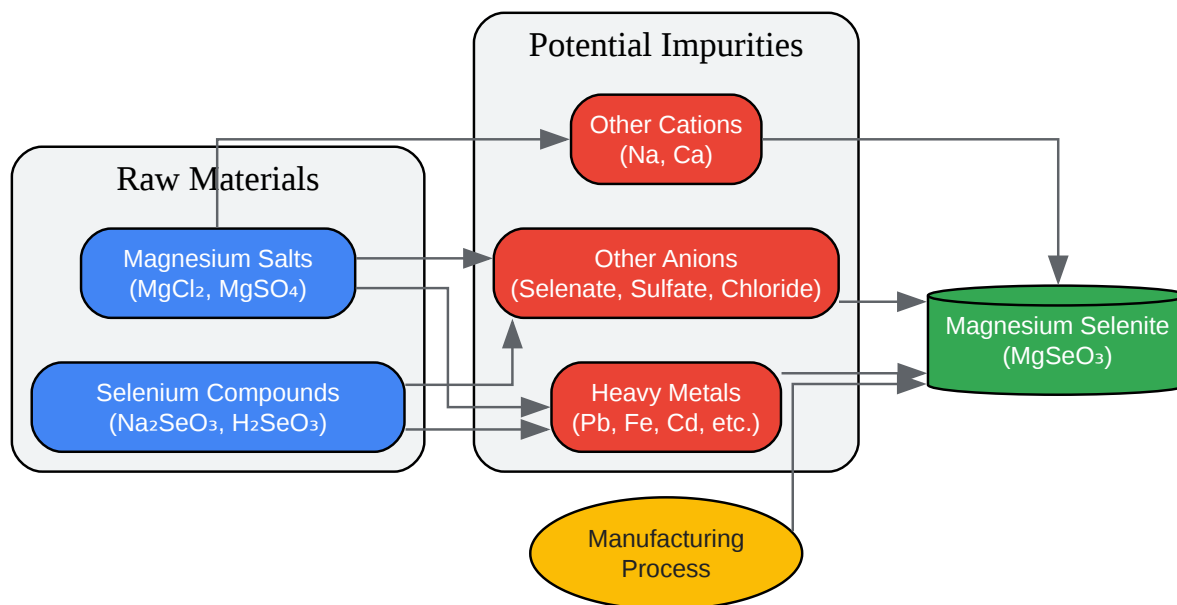 Potential Impurities
Other Cations
(Na, Ca)
Raw Materials
Magnesium Salts
(MgCl₂, MgSO₄)
Other Anions
(Selenate, Sulfate, Chloride)
Magnesium Selenite
(MgSeO₃)
Selenium Compounds
(Na₂SeO₃, H₂SeO₃)
Heavy Metals
(Pb, Fe, Cd, etc.)
Manufacturing
Process